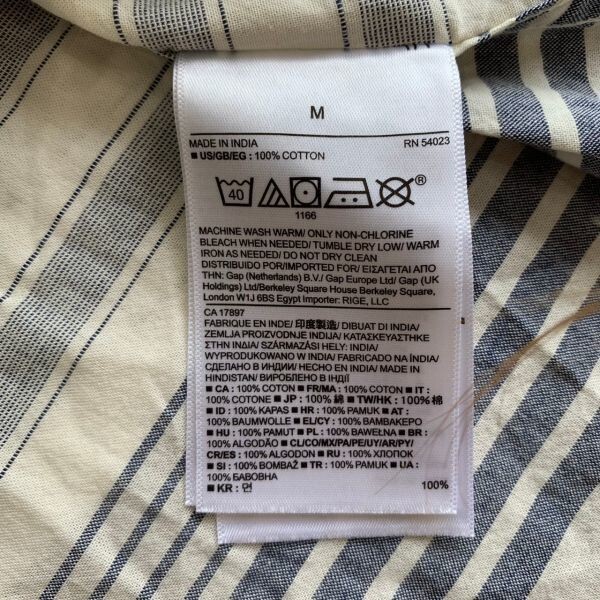 M
MADE IN INDIA RN 54023
■ US/GB/EG : 100% COTTON
40 ®
1166
MACHINE WASH WARM/ ONLY NON-CHLORINE
BLEACH WHEN NEEDED/ TUMBLE DRY LOW/ WARM
IRON AS NEEDED/ DO NOT DRY CLEAN
DISTRIBUIDO POR/IMPORTED FOR/ ΕΙΣΑΓΕΤΑΙ ΑΠΟ
ΤΗΝ: Gap (Netherlands) B.V./ Gap Europe Ltd/ Gap (UK
Holdings) Ltd/Berkeley Square House Berkeley Square,
London W1J 6BS Egypt Importer: RIGE, LLC
CA 17897
FABRIQUE EN INDE/ 印度製造/ DIBUAT DI INDIA/
ZEMLJA PROIZVODNJE INDIJA/ ΚΑΤΑΣΚΕΥΑΣΤΗΚΕ
ΣΤΗΝ ΙΝΔΙΑ/ SZÁRMAZÁSI HELY: INDIA/
WYPRODUKOWANO W INDIA/ FABRICADO NA ÍNDIA/
СДЕЛАНО В ИНДИИ/ HECHO EN INDIA/ MADE IN
HINDISTAN/ ВИРОБЛЕНО В ІНДІЇ
■ CA : 100% COTON ■ FR/MA : 100% COTON ■ IT :
100% COTONE ■ JP : 100% 綿 ■ TW/HK : 100% 棉
■ ID : 100% KAPAS ■ HR : 100% PAMUK ■ AT :
100% BAUMWOLLE ■ EL/CY : 100% ΒΑΜΒΑΚΕΡΟ
■ HU : 100% PAMUT ■ PL : 100% BAWEŁNA ■ BR :
100% ALGODÃO ■ CL/CO/MX/PA/PE/UY/AR/PY/
CR/ES : 100% ALGODON ■ RU : 100% ХЛОПОК
■ SI : 100% BOMBAŽ ■ TR : 100% PAMUK ■ UA :
100% БАВОВНА
■ KR : 면 100%